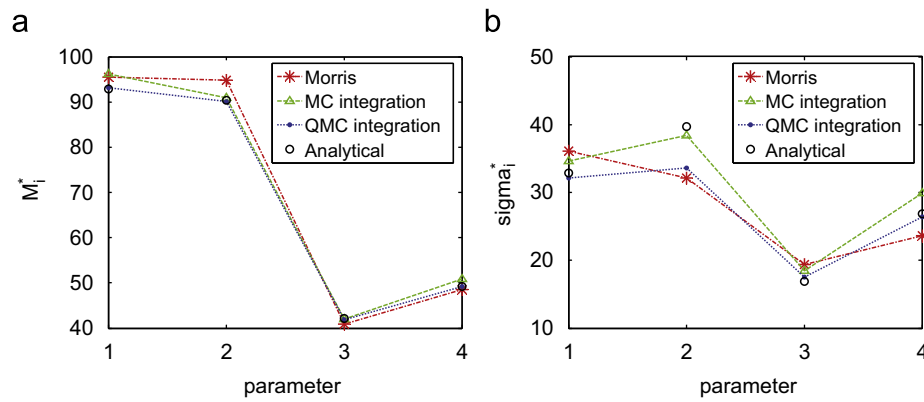 a
100
90
80
70
60
50
40
M*i
1
2
3
4
parameter
Morris
MC integration
QMC integration
Analytical
b
50
40
30
20
10
sigma*i
1
2
3
4
parameter
Morris
MC integration
QMC integration
Analytical